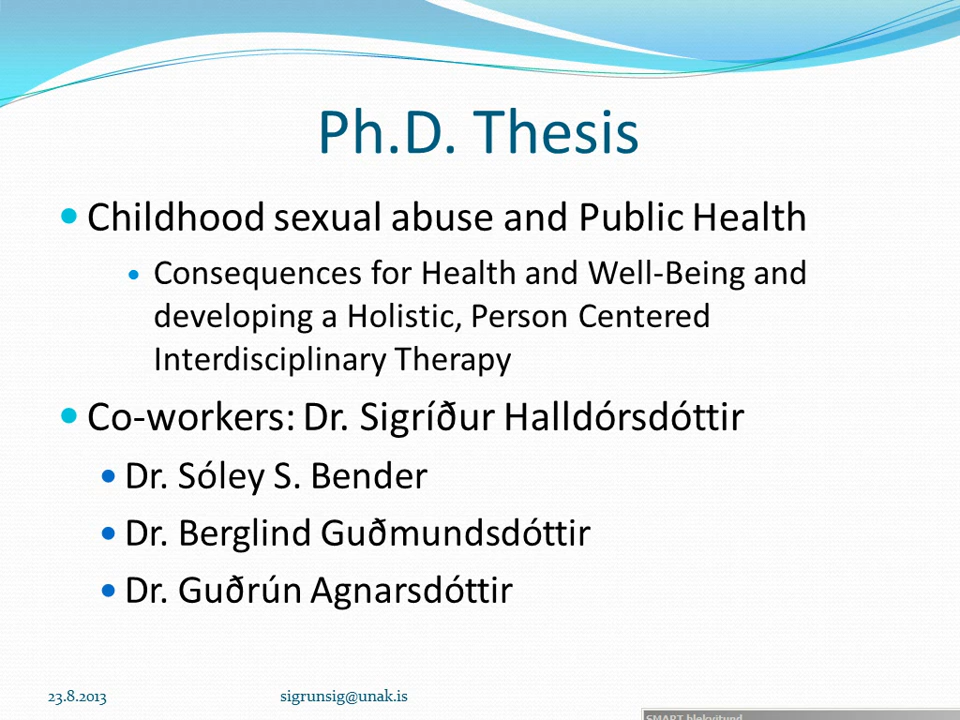 Ph.D. Thesis
Childhood sexual abuse and Public Health
Consequences for Health and Well-Being and
developing a Holistic, Person Centered
Interdisciplinary Therapy
Co-workers: Dr. Sigríður Halldórsdóttir
Dr. Sóley S. Bender
Dr. Berglind Guðmundsdóttir
Dr. Guðrún Agnarsdóttir
23.8.2013 sigrunsig@unak.is
SMART blekvitund